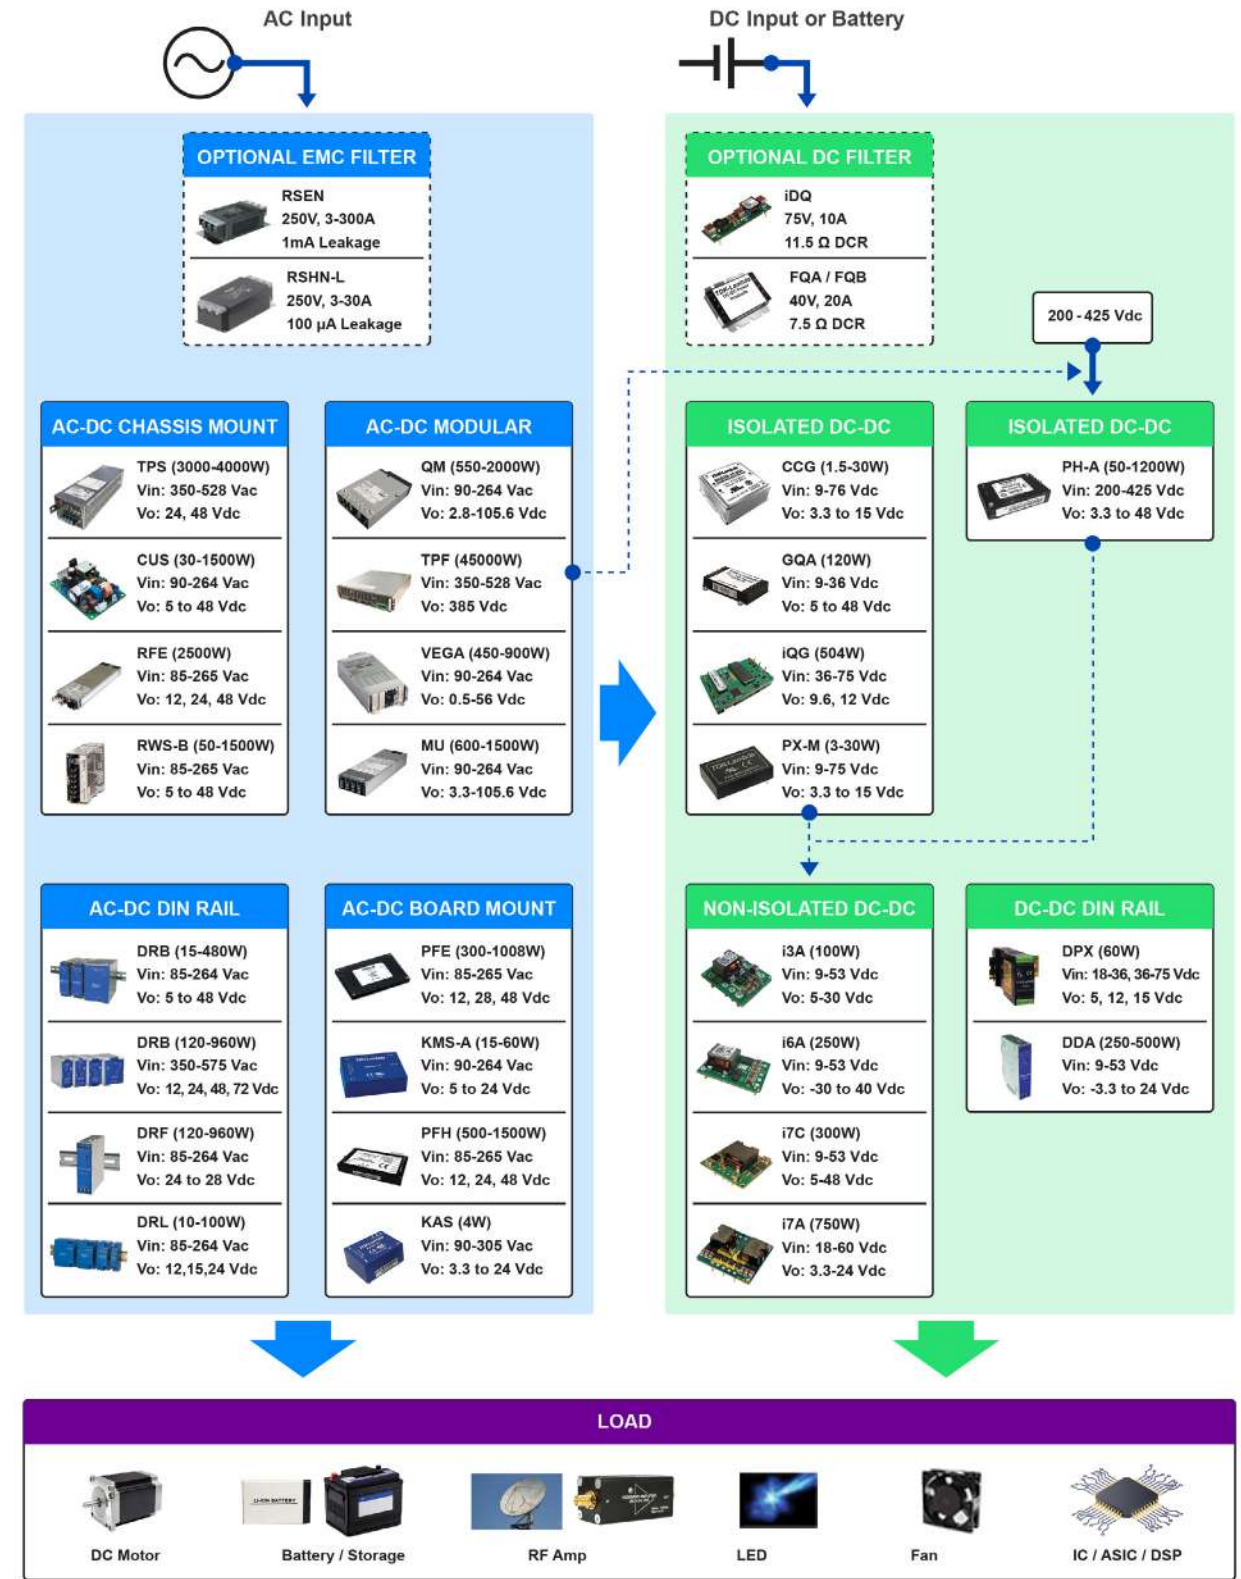 AC Input
DC Input or Battery
OPTIONAL EMC FILTER
RSEN
250V, 3-300A
1mA Leakage
RSHN-L
250V, 3-30A
100 µA Leakage
OPTIONAL DC FILTER
iDQ
75V, 10A
11.5 Ω DCR
FQA / FQB
40V, 20A
7.5 Ω DCR
200 - 425 Vdc
AC-DC CHASSIS MOUNT
TPS (3000-4000W)
Vin: 350-528 Vac
Vo: 24, 48 Vdc
CUS (30-1500W)
Vin: 90-264 Vac
Vo: 5 to 48 Vdc
RFE (2500W)
Vin: 85-265 Vac
Vo: 12, 24, 48 Vdc
RWS-B (50-1500W)
Vin: 85-265 Vac
Vo: 5 to 48 Vdc
AC-DC MODULAR
QM (550-2000W)
Vin: 90-264 Vac
Vo: 2.8-105.6 Vdc
TPF (45000W)
Vin: 350-528 Vac
Vo: 385 Vdc
VEGA (450-900W)
Vin: 90-264 Vac
Vo: 0.5-56 Vdc
MU (600-1500W)
Vin: 90-264 Vac
Vo: 3.3-105.6 Vdc
ISOLATED DC-DC
CCG (1.5-30W)
Vin: 9-76 Vdc
Vo: 3.3 to 15 Vdc
GQA (120W)
Vin: 9-36 Vdc
Vo: 5 to 48 Vdc
iQG (504W)
Vin: 36-75 Vdc
Vo: 9.6, 12 Vdc
PX-M (3-30W)
Vin: 9-75 Vdc
Vo: 3.3 to 15 Vdc
ISOLATED DC-DC
PH-A (50-1200W)
Vin: 200-425 Vdc
Vo: 3.3 to 48 Vdc
AC-DC DIN RAIL
DRB (15-480W)
Vin: 85-264 Vac
Vo: 5 to 48 Vdc
DRB (120-960W)
Vin: 350-575 Vac
Vo: 12, 24, 48, 72 Vdc
DRF (120-960W)
Vin: 85-264 Vac
Vo: 24 to 28 Vdc
DRL (10-100W)
Vin: 85-264 Vac
Vo: 12,15,24 Vdc
AC-DC BOARD MOUNT
PFE (300-1008W)
Vin: 85-265 Vac
Vo: 12, 28, 48 Vdc
KMS-A (15-60W)
Vin: 90-264 Vac
Vo: 5 to 24 Vdc
PFH (500-1500W)
Vin: 85-265 Vac
Vo: 12, 24, 48 Vdc
KAS (4W)
Vin: 90-305 Vac
Vo: 3.3 to 24 Vdc
NON-ISOLATED DC-DC
i3A (100W)
Vin: 9-53 Vdc
Vo: 5-30 Vdc
i6A (250W)
Vin: 9-53 Vdc
Vo: -30 to 40 Vdc
i7C (300W)
Vin: 9-53 Vdc
Vo: 5-48 Vdc
i7A (750W)
Vin: 18-60 Vdc
Vo: 3.3-24 Vdc
DC-DC DIN RAIL
DPX (60W)
Vin: 18-36, 36-75 Vdc
Vo: 5, 12, 15 Vdc
DDA (250-500W)
Vin: 9-53 Vdc
Vo: -3.3 to 24 Vdc
LOAD
LI-ION BATTERY
DC Motor
Battery / Storage
RF Amp
LED
Fan
IC / ASIC / DSP